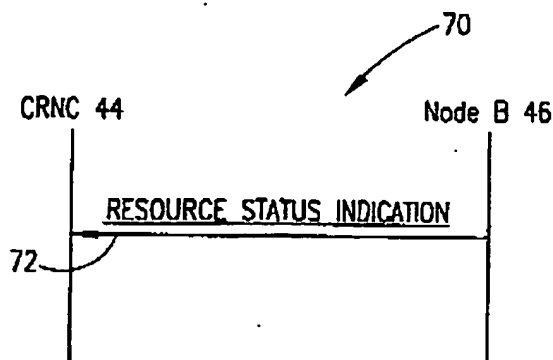 70
CRNC 44
Node B 46
RESOURCE STATUS INDICATION
72